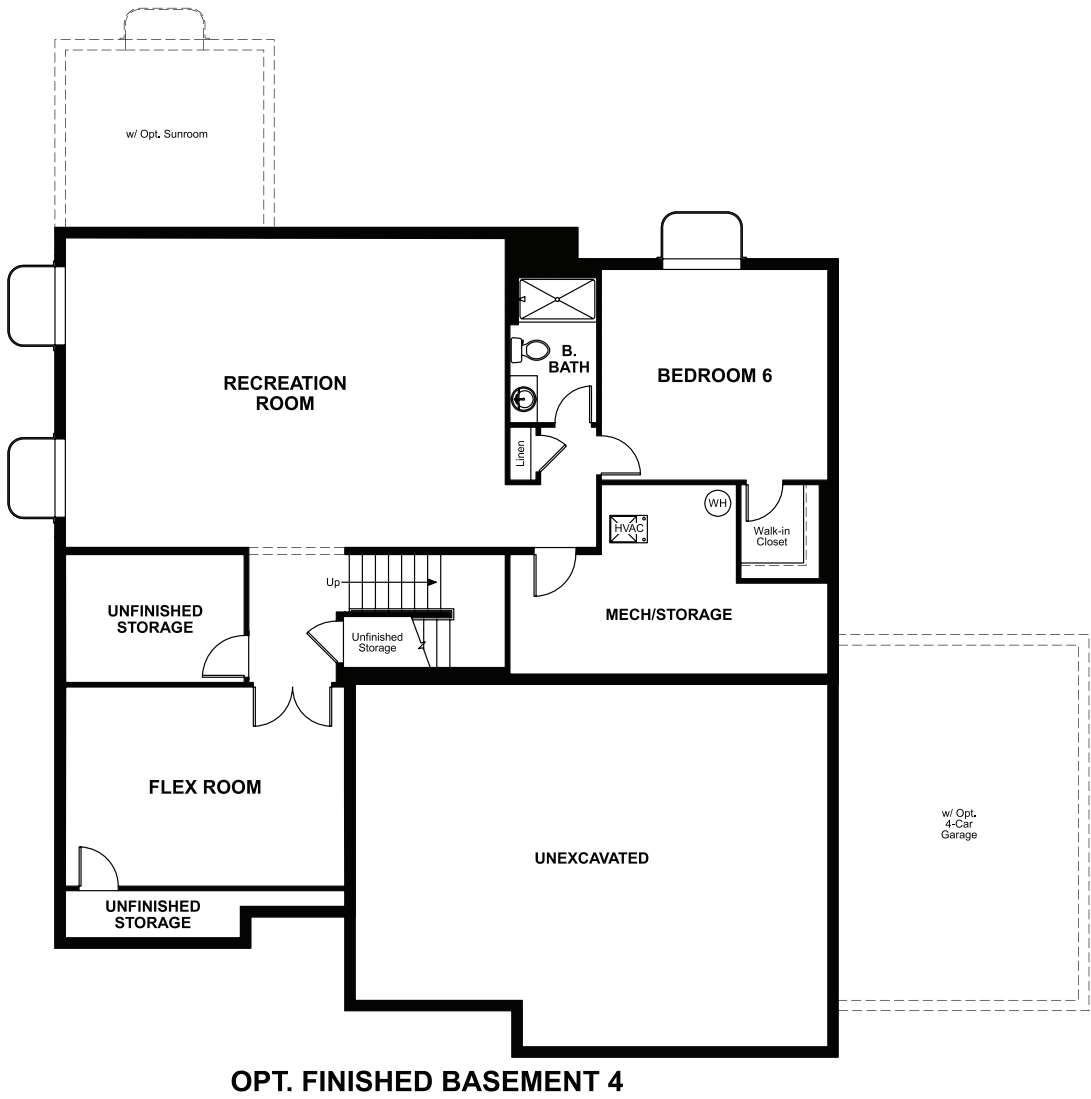 w/ Opt. Sunroom
RECREATION
ROOM
B.
BATH
BEDROOM 6
Linen
WH
HVAC
Walk-in
Closet
Up
UNFINISHED
STORAGE
MECH/STORAGE
Unfinished
Storage
FLEX ROOM
w/ Opt.
4-Car
Garage
UNEXCAVATED
UNFINISHED
STORAGE
OPT. FINISHED BASEMENT 4